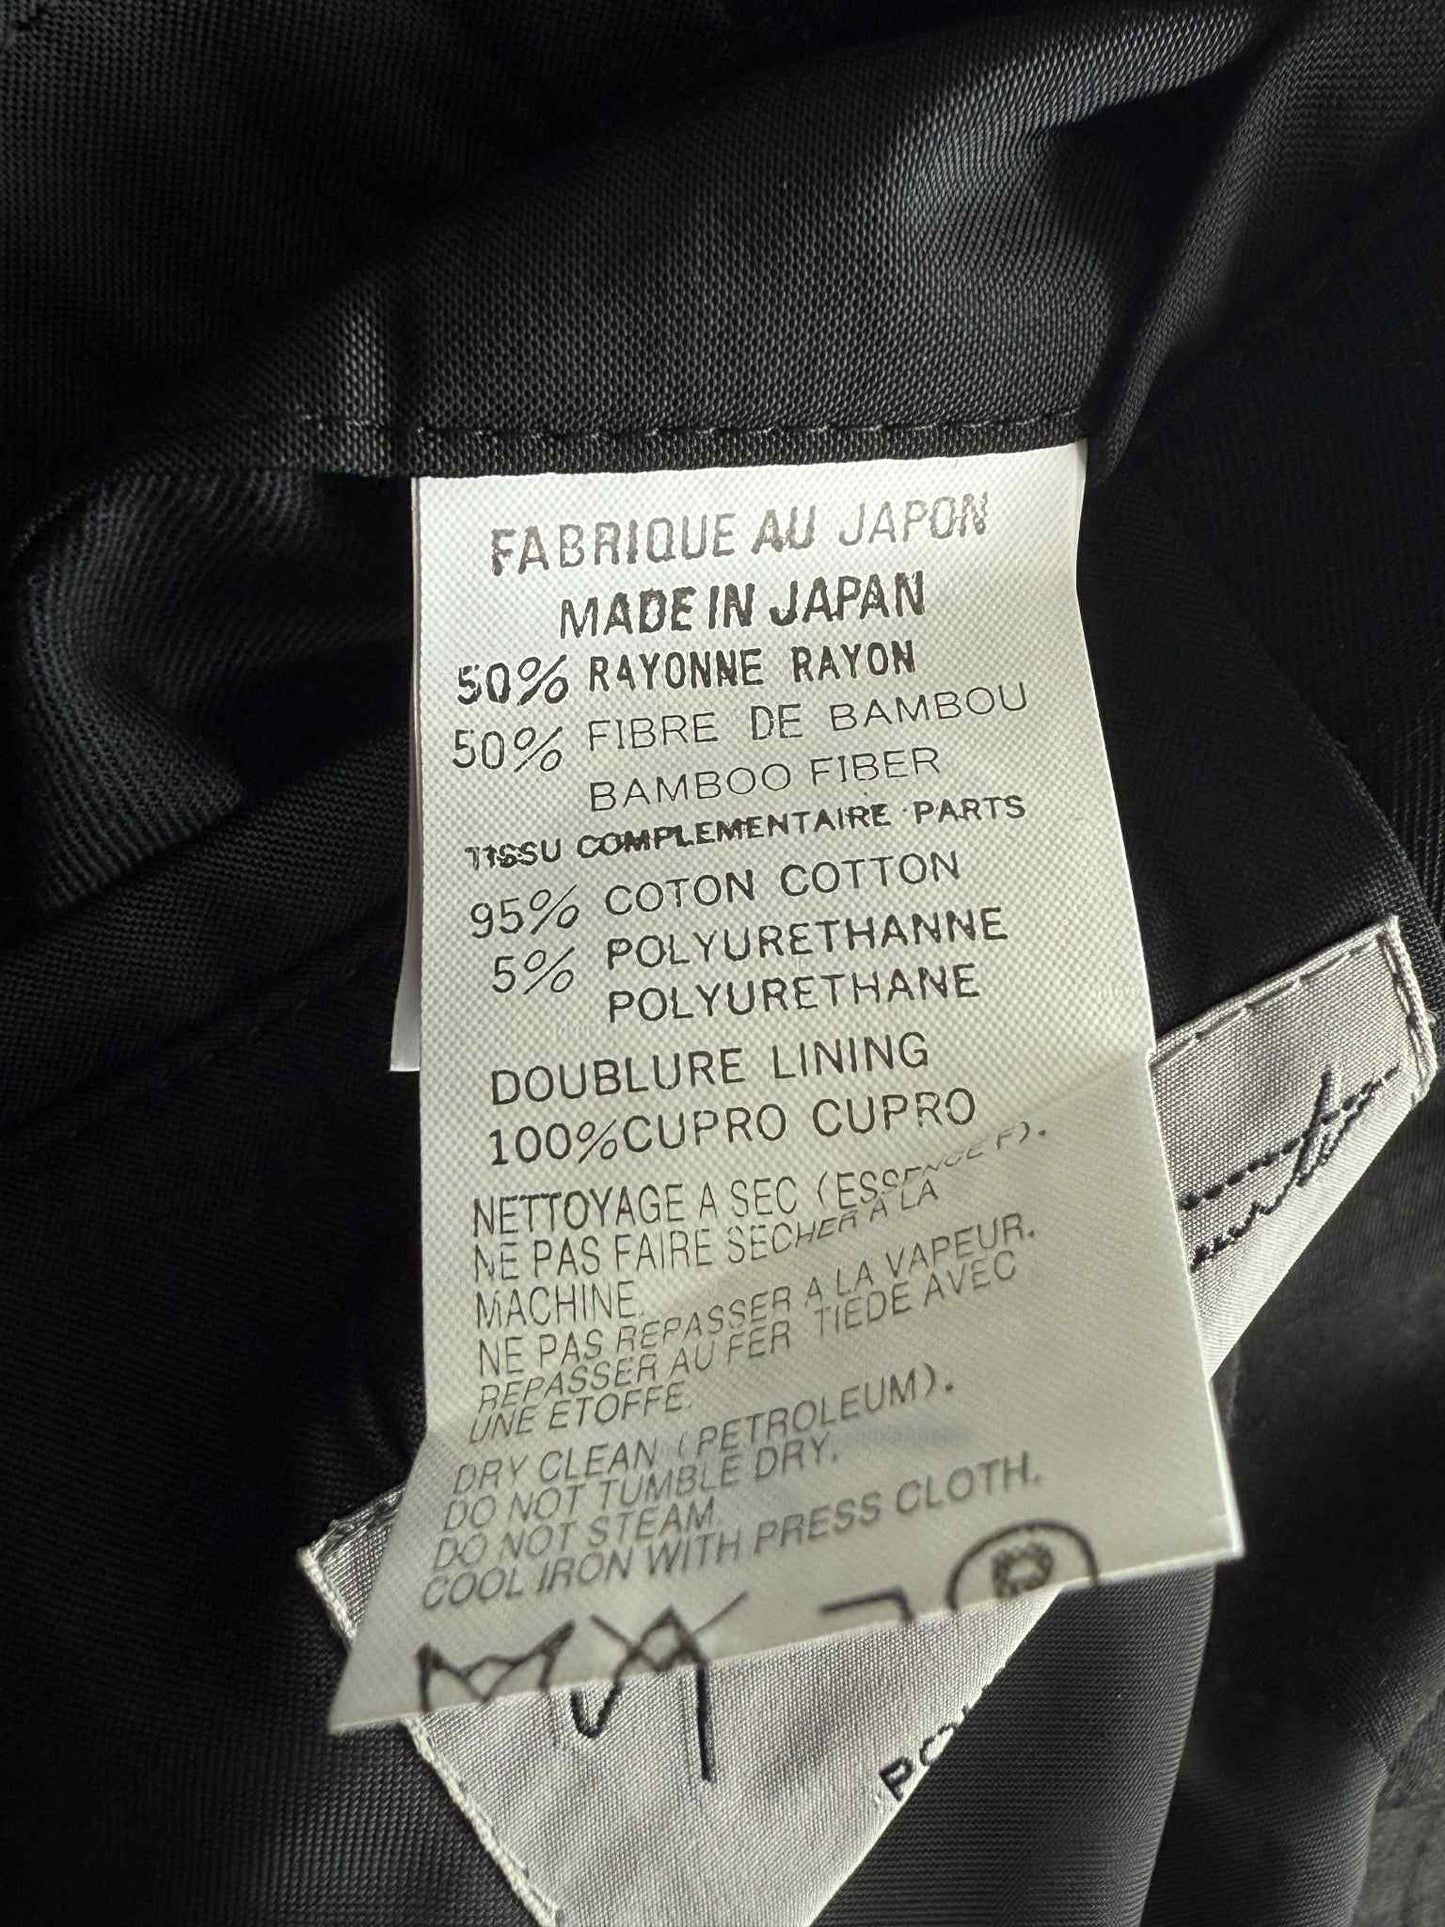 FABRIQUE AU JAPON
MADE IN JAPAN
50% RAYONNE RAYON
50% FIBRE DE BAMBOU
BAMBOO FIBER
TISSU COMPLEMENTAIRE · PARTS
95% COTON COTTON
5% POLYURETHANNE
POLYURETHANE
DOUBLURE LINING
100% CUPRO CUPRO
NETTOYAGE A SEC (ESSENCE F).
NE PAS FAIRE SECHER A LA
MACHINE.
NE PAS REPASSER A LA VAPEUR.
REPASSER AU FER TIEDE AVEC
UNE ETOFFE.
DRY CLEAN (PETROLEUM).
DO NOT TUMBLE DRY.
DO NOT STEAM.
COOL IRON WITH PRESS CLOTH.